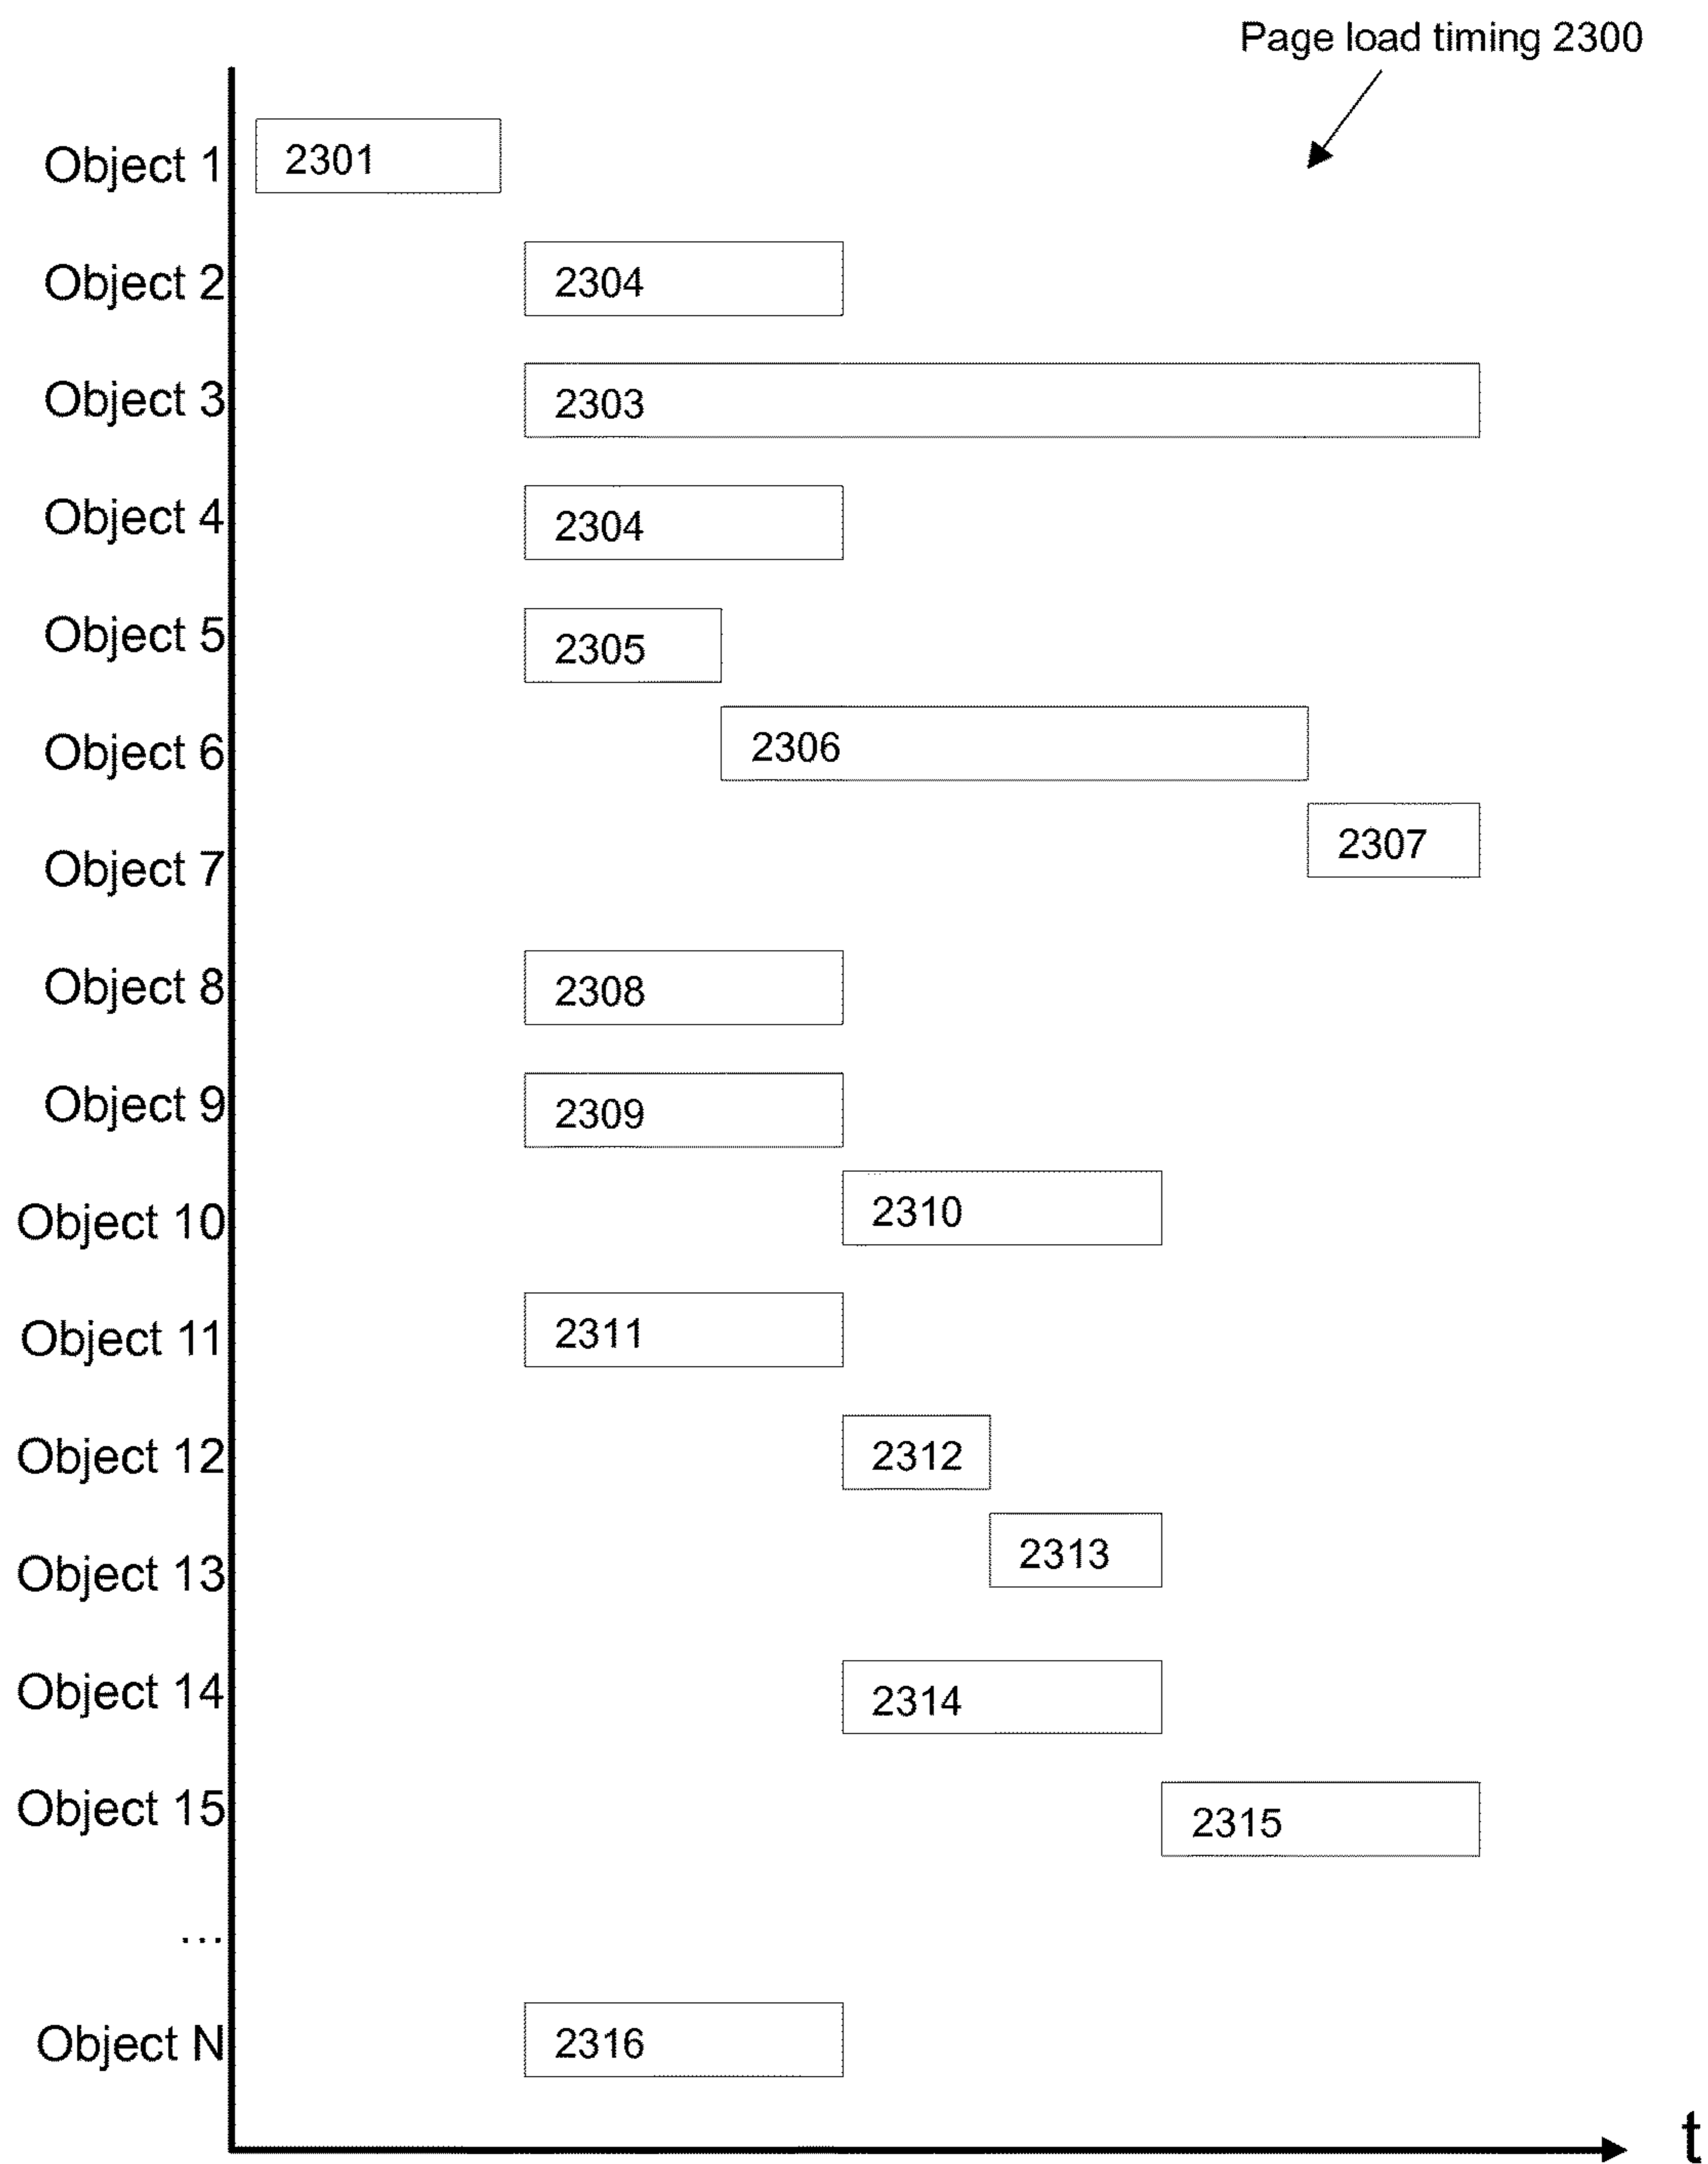 Page load timing 2300
Object 1 2301
Object 2 2304
Object 3 2303
Object 4 2304
Object 5 2305
Object 6 2306
Object 7 2307
Object 8 2308
Object 9 2309
Object 10 2310
Object 11 2311
Object 12 2312
Object 13 2313
Object 14 2314
Object 15 2315
...
Object N 2316
t